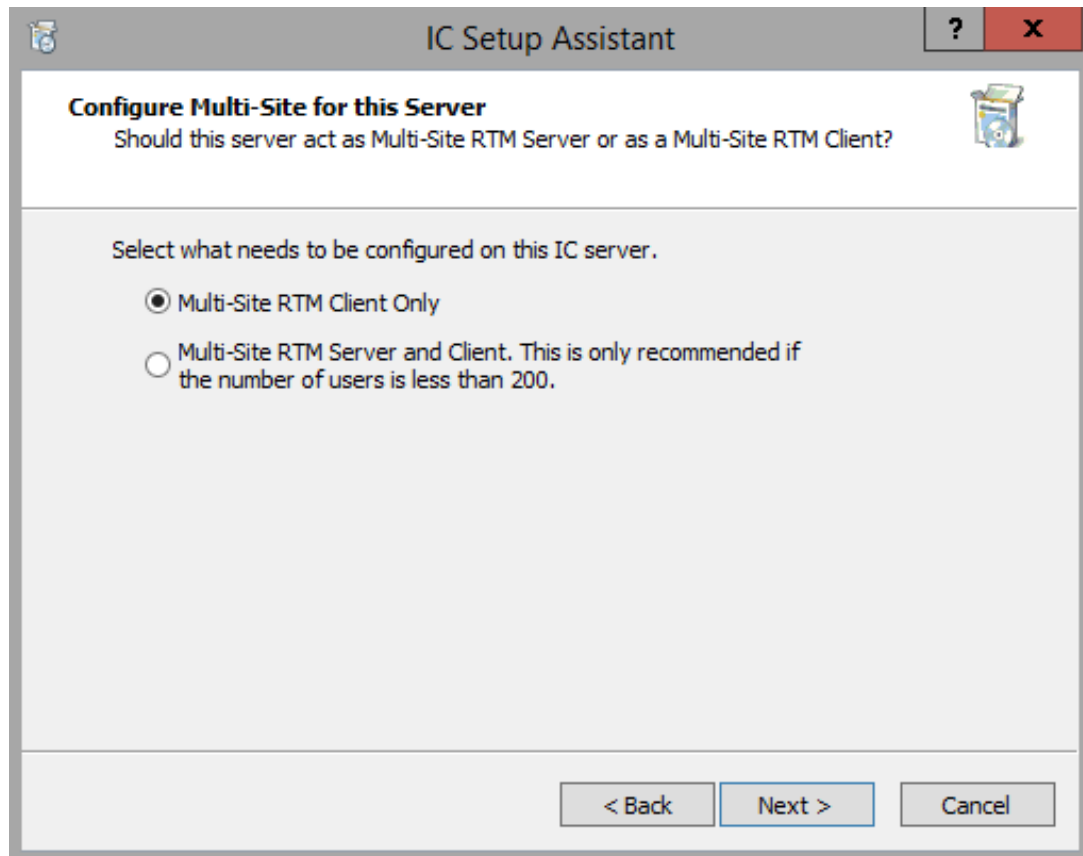 IC Setup Assistant
? x
Configure Multi-Site for this Server
Should this server act as Multi-Site RTM Server or as a Multi-Site RTM Client?
Select what needs to be configured on this IC server.
Multi-Site RTM Client Only
Multi-Site RTM Server and Client. This is only recommended if
the number of users is less than 200.
< Back Next > Cancel